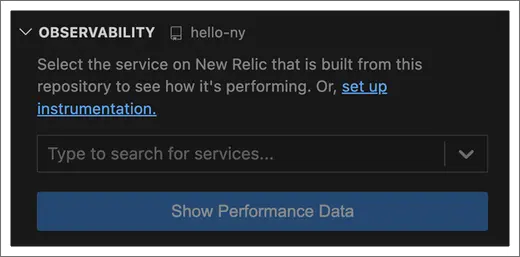 OBSERVABILITY hello-ny
Select the service on New Relic that is built from this
repository to see how it's performing. Or, set up
instrumentation.
Type to search for services...
Show Performance Data